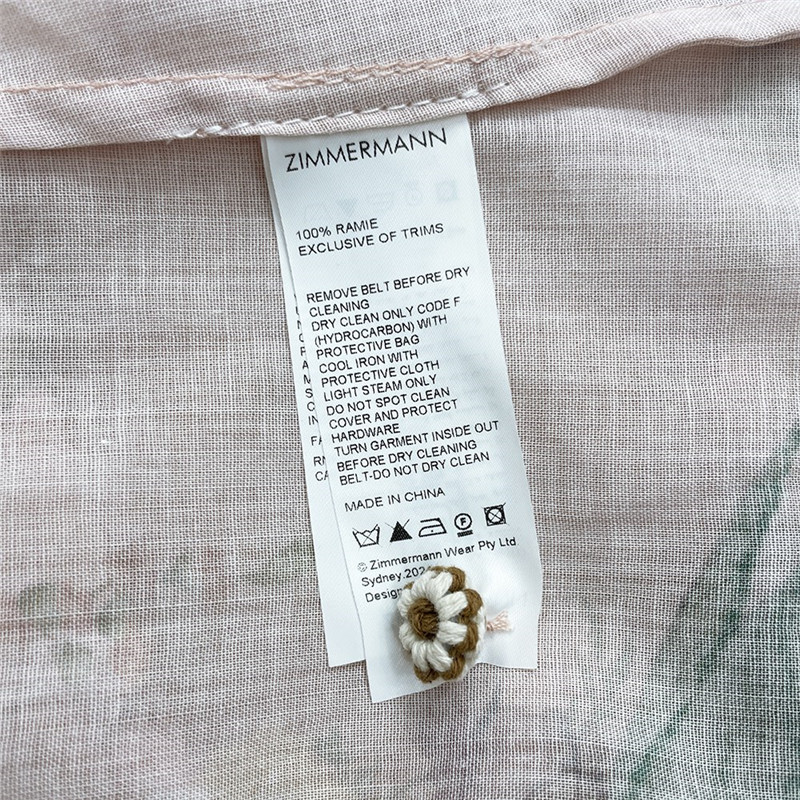 ZIMMERMANN
100% RAMIE
EXCLUSIVE OF TRIMS
REMOVE BELT BEFORE DRY
CLEANING
DRY CLEAN ONLY CODE F
(HYDROCARBON) WITH
PROTECTIVE BAG
COOL IRON WITH
PROTECTIVE CLOTH
LIGHT STEAM ONLY
DO NOT SPOT CLEAN
COVER AND PROTECT
HARDWARE
TURN GARMENT INSIDE OUT
BEFORE DRY CLEANING
BELT-DO NOT DRY CLEAN
MADE IN CHINA
F
© Zimmermann Wear Pty Ltd
Sydney.